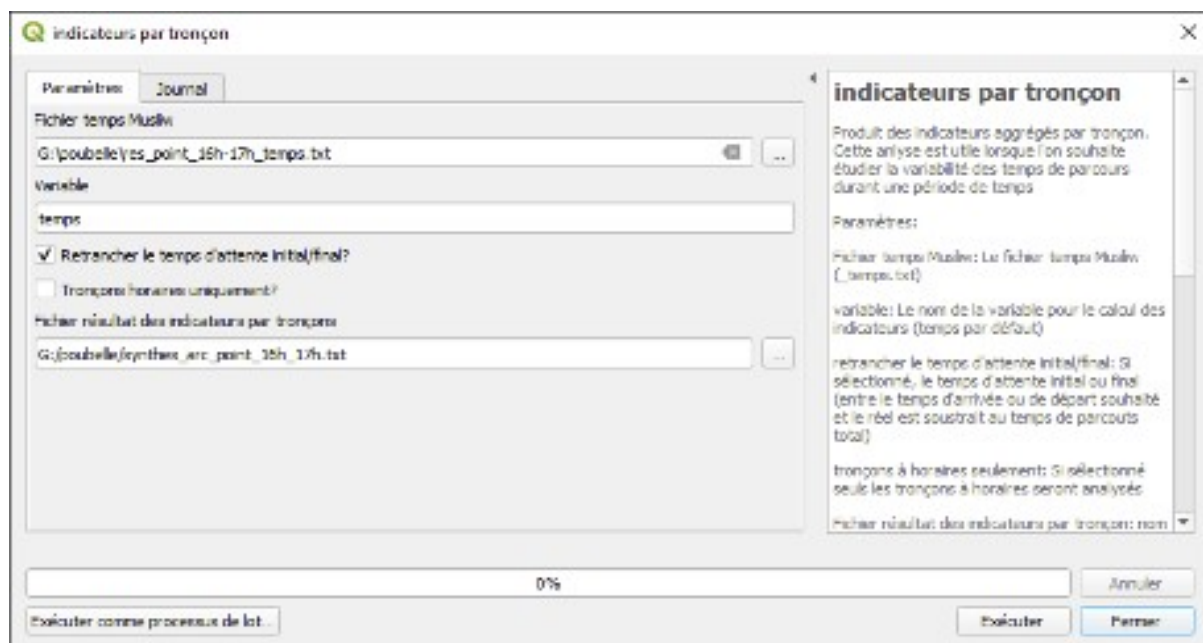 indicateurs par tronçon
Paramètres
Journal
Fichier temps Musliw
G:\poubelle\res_point_16h-17h_temps.txt
...
Variable
temps
Retrancher le temps d'attente initial/final?
Tronçons horaires uniquement?
Fichier résultat des indicateurs par tronçons
G:/poubelle/synthes_arc_point_16h_17h.txt
...
indicateurs par tronçon
Produit des indicateurs aggrégés par tronçon.
Cette anlyse est utile lorsque l'on souhaite
étudier la variabilité des temps de parcours
durant une période de temps
Paramètres:
Fichier temps Musliw: Le fichier temps Musliw
(_temps.txt)
variable: Le nom de la variable pour le calcul des
indicateurs (temps par défaut)
retrancher le temps d'attente initial/final: Si
sélectionné, le temps d'attente initial ou final
(entre le temps d'arrivée ou de départ souhaité
et le réel est soustrait au temps de parcouts
total)
tronçons à horaires seulement: Si sélectionné
seuls les tronçons à horaires seront analysés
Fichier résultat des indicateurs par tronçon: nom
0%
Annuler
Exécuter comme processus de lot...
Exécuter
Fermer